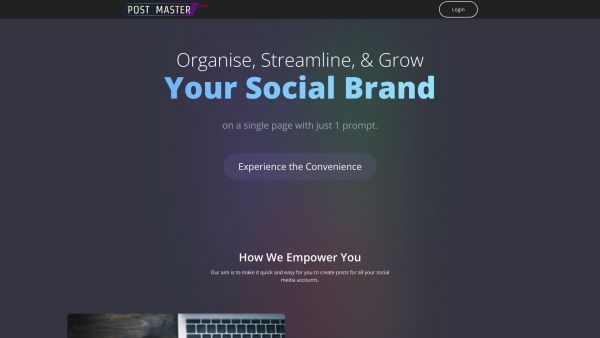 POST MASTER
Login
Organise, Streamline, & Grow
Your Social Brand
on a single page with just 1 prompt.
Experience the Convenience
How We Empower You
Our aim is to make it quick and easy for you to create posts for all your social
media accounts.